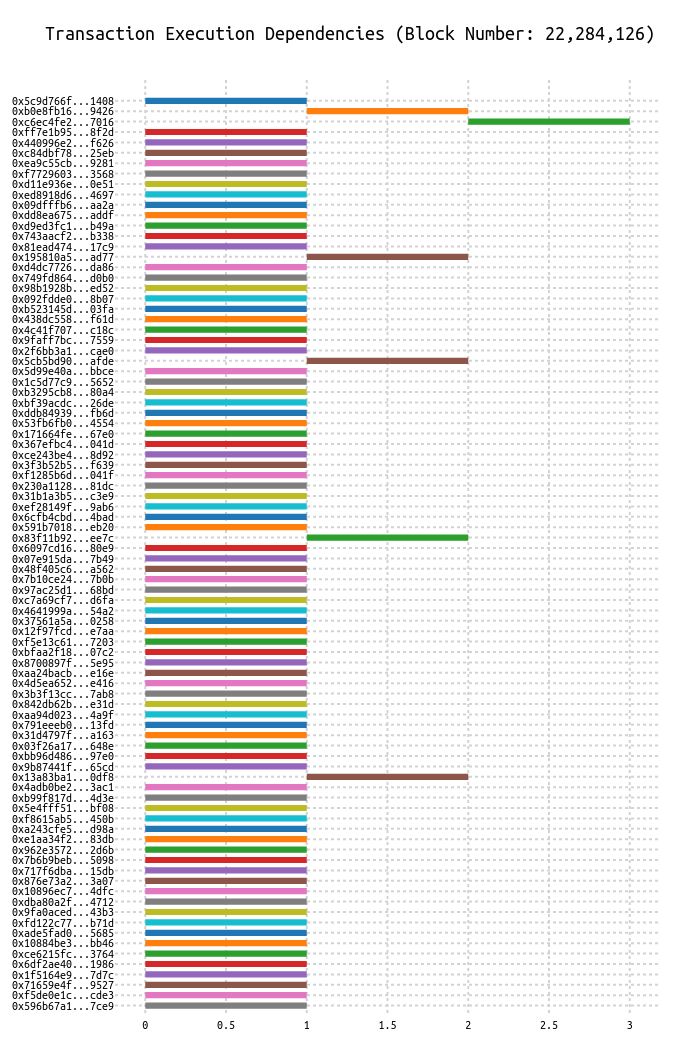 Transaction Execution Dependencies (Block Number: 22,284,126)
0x5c9d766f...1408
0xb0e8fb16...9426
0xc6ec4fe2...7016
0xff7e1b95...8f2d
0x440996e2...f626
0xc84dbf78...25eb
0xea9c55cb...9281
0xf7729603...3568
0xd11e936e...0e51
0xed8918d6...4697
0x09dfffb6...aa2a
0xdd8ea675...addf
0xd9ed3fc1...b49a
0x743aacf2...b338
0x81ead474...17c9
0x195810a5...ad77
0xd4dc7726...da86
0x749fd864...d0b0
0x98b1928b...ed52
0x092fdde0...8b07
0xb523145d...03fa
0x438dc558...f61d
0x4c41f707...c18c
0x9faff7bc...7559
0x2f6bb3a1...cae0
0x5cb5bd90...afde
0x5d99e40a...bbce
0x1c5d77c9...5652
0xb3295cb8...80a4
0xbf39acdc...26de
0xddb84939...fb6d
0x53fb6fb0...4554
0x171664fe...67e0
0x367efbc4...041d
0xce243be4...8d92
0x3f3b52b5...f639
0xf1285b6d...041f
0x230a1128...81dc
0x31b1a3b5...c3e9
0xef28149f...9ab6
0x6cfb4cbd...4bad
0x591b7018...eb20
0x83f11b92...ee7c
0x6097cd16...80e9
0x07e915da...7b49
0x48f405c6...a562
0x7b10ce24...7b0b
0x97ac25d1...68bd
0xc7a69cf7...d6fa
0x4641999a...54a2
0x37561a5a...0258
0x12f97fcd...e7aa
0xf5e13c61...7203
0xbfaa2f18...07c2
0x8700897f...5e95
0xaa24bacb...e16e
0x4d5ea652...e416
0x3b3f13cc...7ab8
0x842db62b...e31d
0xaa94d023...4a9f
0x791eeeb0...13fd
0x31d4797f...a163
0x03f26a17...648e
0xbb96d486...97e0
0x9b87441f...65cd
0x13a83ba1...0df8
0x4adb0be2...3ac1
0xb99f817d...4d3e
0x5e4fff51...bf08
0xf8615ab5...450b
0xa243cfe5...d98a
0xe1aa34f2...83db
0x962e3572...2d6b
0x7b6b9beb...5098
0x717f6dba...15db
0x876e73a2...3a07
0x10896ec7...4dfc
0xdba80a2f...4712
0x9fa0aced...43b3
0xfd122c77...b71d
0xade5fad0...5685
0x10884be3...bb46
0xce6215fc...3764
0x6df2ae40...1986
0x1f5164e9...7d7c
0x71659e4f...9527
0xf5de0e1c...cde3
0x596b67a1...7ce9
0 0.5 1 1.5 2 2.5 3